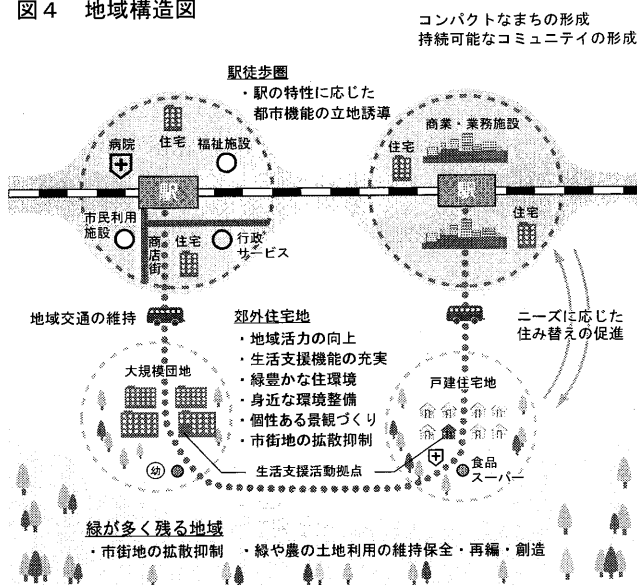 図４　地域構造図
コンパクトなまちの形成
持続可能なコミュニテイの形成
駅徒歩圏
・駅の特性に応じた
都市機能の立地誘導
病院
住宅
福祉施設
駅
市民利用
施設
商店街
住宅
行政
サービス
商業・業務施設
住宅
駅
住宅
地域交通の維持
ニーズに応じた
住み替えの促進
郊外住宅地
・地域活力の向上
・生活支援機能の充実
・緑豊かな住環境
・身近な環境整備
・個性ある景観づくり
・市街地の拡散抑制
大規模団地
戸建住宅地
幼
生活支援活動拠点
食品
スーパー
緑が多く残る地域
・市街地の拡散抑制　・緑や農の土地利用の維持保全・再編・創造